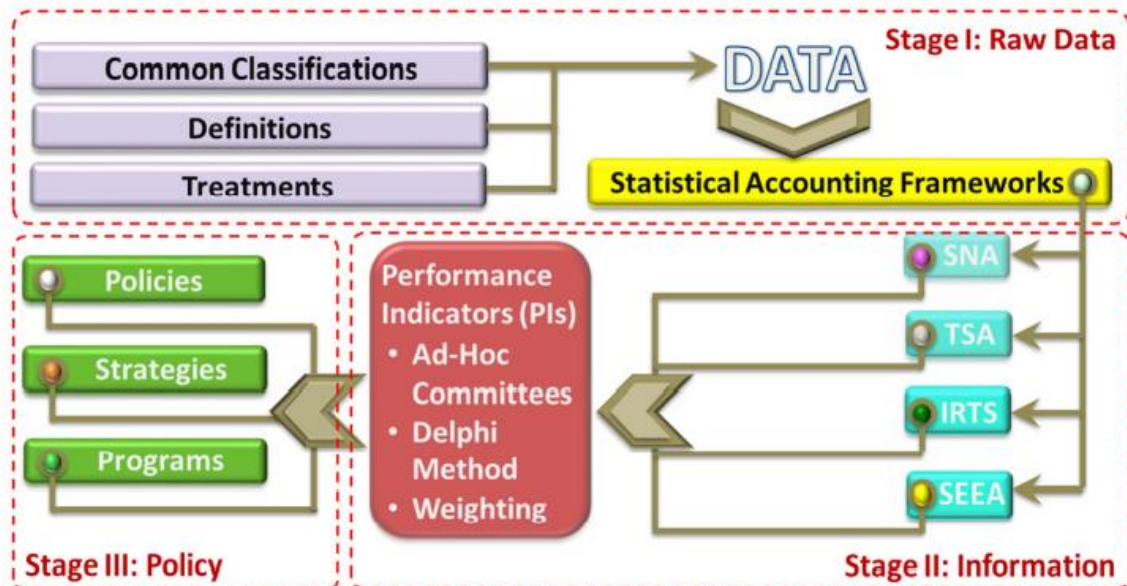 Stage I: Raw Data
Common Classifications
DATA
Definitions
Treatments
Statistical Accounting Frameworks
SNA
TSA
IRTS
SEEA
Stage II: Information
Performance
Indicators (PIs)
• Ad-Hoc
Committees
• Delphi
Method
• Weighting
Policies
Strategies
Programs
Stage III: Policy